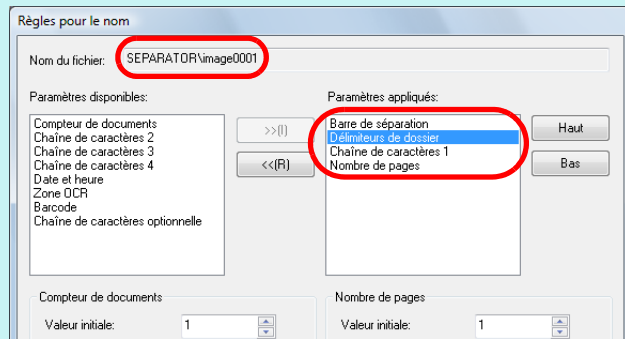 Règles pour le nom
Nom du fichier: SEPARATOR\image0001
Paramètres disponibles:
Compteur de documents
Chaîne de caractères 2
Chaîne de caractères 3
Chaîne de caractères 4
Date et heure
Zone OCR
Barcode
Chaîne de caractères optionnelle
>>(I)
<<(R)
Paramètres appliqués:
Barre de séparation
Délimiteurs de dossier
Chaîne de caractères 1
Nombre de pages
Haut
Bas
Compteur de documents
Valeur initiale: 1
Nombre de pages
Valeur initiale: 1